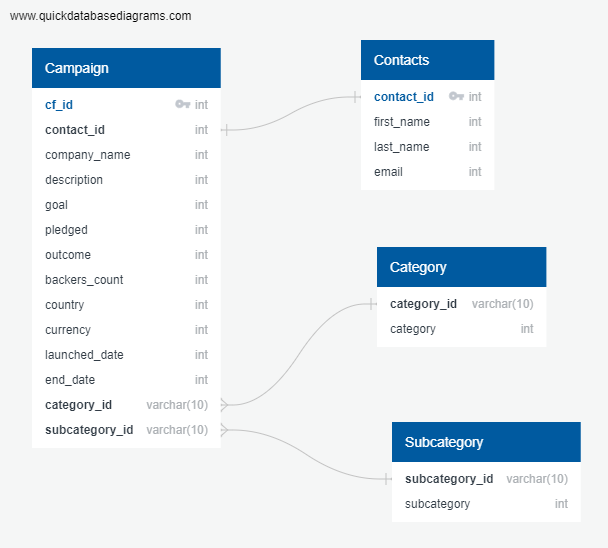 www.quickdatabasediagrams.com
Campaign
cf_id int
contact_id int
company_name int
description int
goal int
pledged int
outcome int
backers_count int
country int
currency int
launched_date int
end_date int
category_id varchar(10)
subcategory_id varchar(10)
Contacts
contact_id int
first_name int
last_name int
email int
Category
category_id varchar(10)
category int
Subcategory
subcategory_id varchar(10)
subcategory int